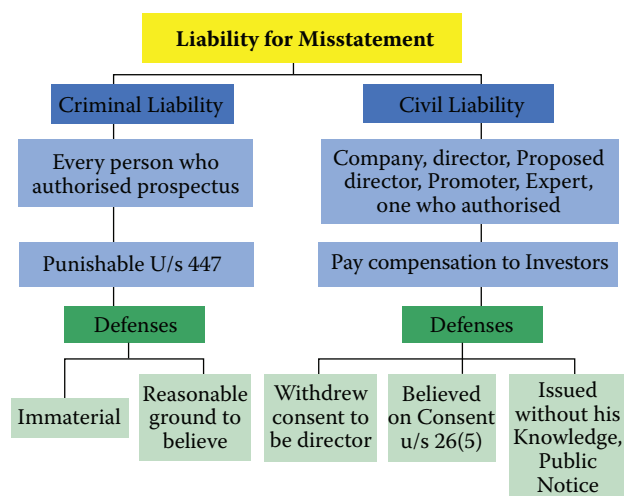 Liability for Misstatement
Criminal Liability
Civil Liability
Every person who
authorised prospectus
Company, director, Proposed
director, Promoter, Expert,
one who authorised
Punishable U/s 447
Pay compensation to Investors
Defenses
Defenses
Immaterial
Reasonable
ground to
believe
Withdrew
consent to
be director
Believed
on Consent
u/s 26(5)
Issued
without his
Knowledge,
Public
Notice